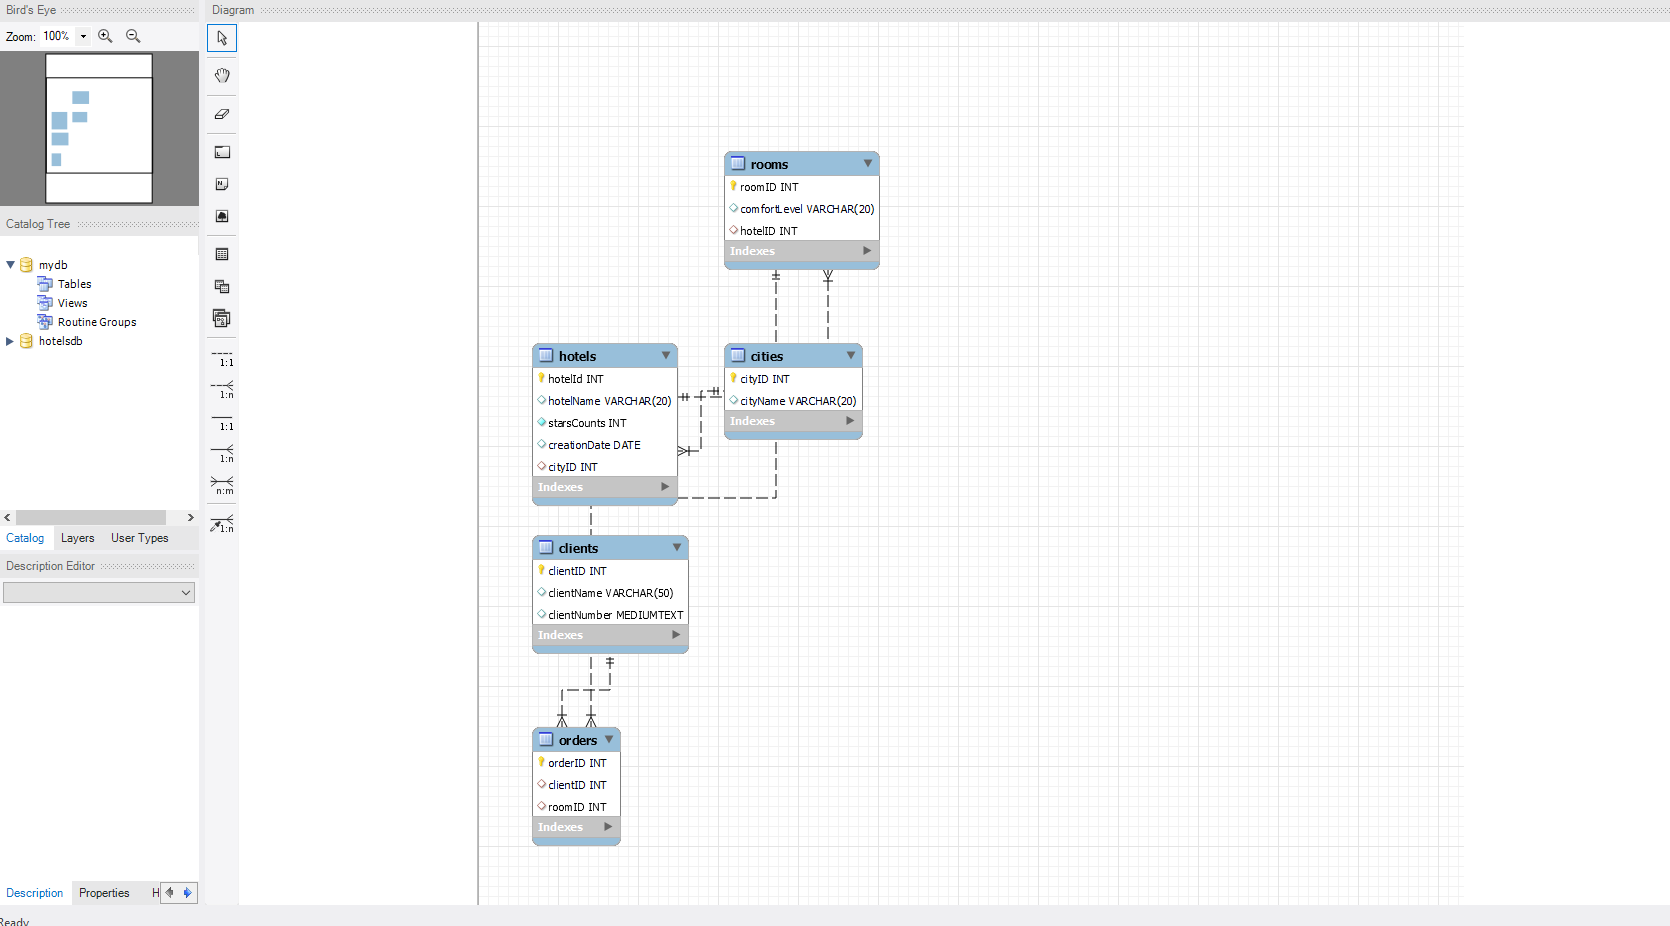 Bird's Eye
Zoom: 100%
Catalog Tree
mydb
Tables
Views
Routine Groups
hotelsdb
Catalog Layers User Types
Description Editor
Description Properties H
Ready
Diagram
1:1
1:n
1:1
1:n
n:m
1:n
rooms
roomID INT
comfortLevel VARCHAR(20)
hotelID INT
Indexes
hotels
hotelId INT
hotelName VARCHAR(20)
starsCounts INT
creationDate DATE
cityID INT
Indexes
cities
cityID INT
cityName VARCHAR(20)
Indexes
clients
clientID INT
clientName VARCHAR(50)
clientNumber MEDIUMTEXT
Indexes
orders
orderID INT
clientID INT
roomID INT
Indexes